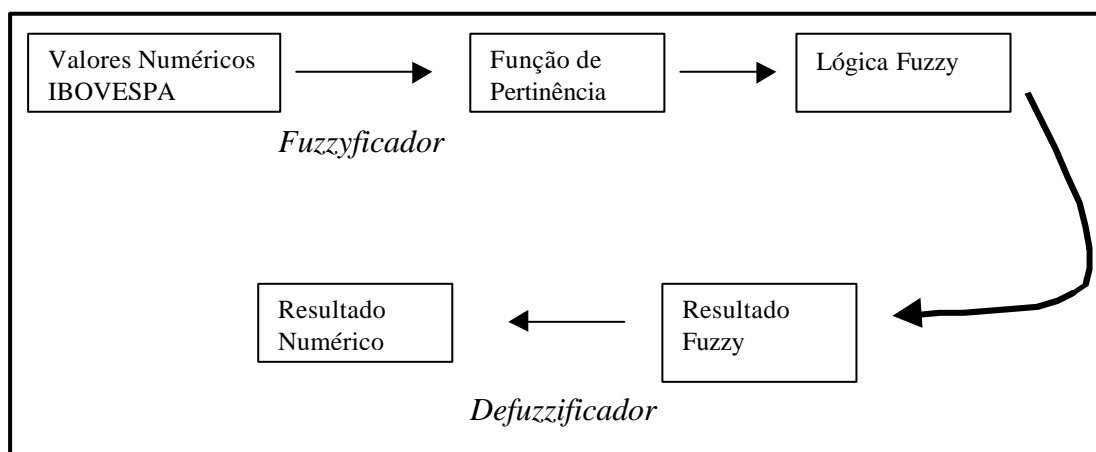 Valores Numéricos
IBOVESPA
Função de
Pertinência
Lógica Fuzzy
Fuzzyficador
Resultado
Numérico
Resultado
Fuzzy
Defuzzificador